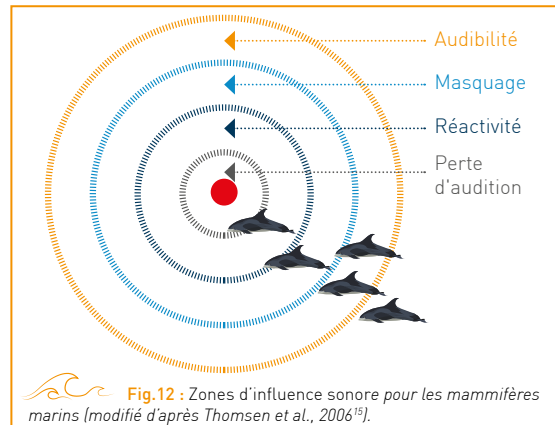 Audibilité
Masquage
Réactivité
Perte
d'audition
Fig.12 : Zones d'influence sonore pour les mammifères
marins (modifié d'après Thomsen et al., 2006¹⁵).